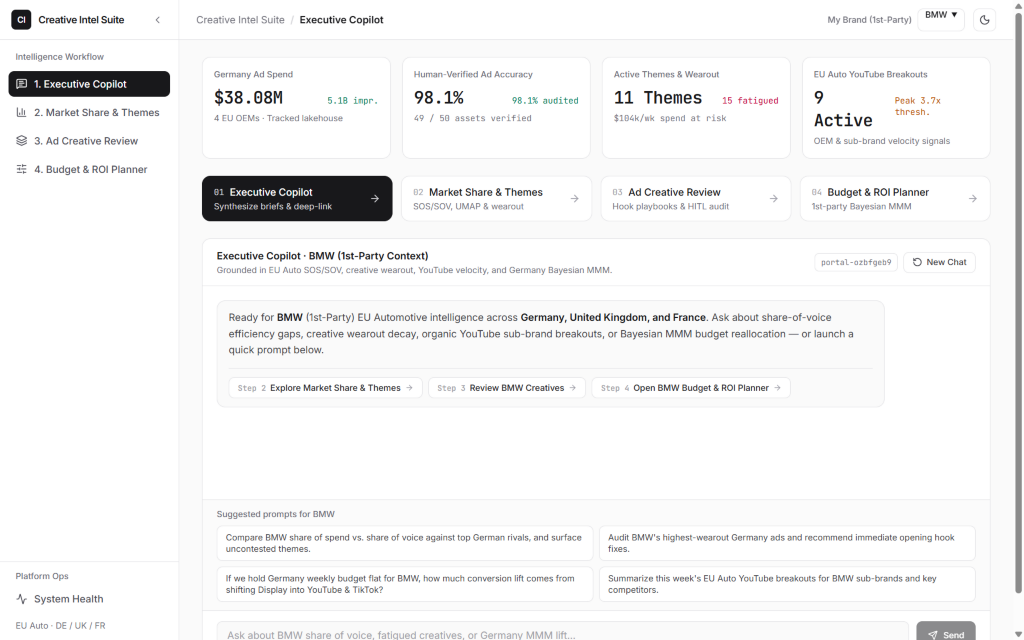 CI Creative Intel Suite
Creative Intel Suite / Executive Copilot
My Brand (1st-Party) BMW ▼
Intelligence Workflow
1. Executive Copilot
2. Market Share & Themes
3. Ad Creative Review
4. Budget & ROI Planner
Germany Ad Spend
$38.08M 5.1B impr.
4 EU OEMs · Tracked lakehouse
Human-Verified Ad Accuracy
98.1% 98.1% audited
49 / 50 assets verified
Active Themes & Wearout
11 Themes 15 fatigued
$104k/wk spend at risk
EU Auto YouTube Breakouts
9 Active
Peak 3.7x thresh.
OEM & sub-brand velocity signals
01 Executive Copilot →
Synthesize briefs & deep-link
02 Market Share & Themes →
SOS/SOV, UMAP & wearout
03 Ad Creative Review →
Hook playbooks & HITL audit
04 Budget & ROI Planner →
1st-party Bayesian MMM
Executive Copilot · BMW (1st-Party Context)
Grounded in EU Auto SOS/SOV, creative wearout, YouTube velocity, and Germany Bayesian MMM.
portal-ozbfgeb9 New Chat
Ready for BMW (1st-Party) EU Automotive intelligence across Germany, United Kingdom, and France. Ask about share-of-voice
efficiency gaps, creative wearout decay, organic YouTube sub-brand breakouts, or Bayesian MMM budget reallocation — or launch a
quick prompt below.
Step 2 Explore Market Share & Themes →
Step 3 Review BMW Creatives →
Step 4 Open BMW Budget & ROI Planner →
Suggested prompts for BMW
Compare BMW share of spend vs. share of voice against top German rivals, and surface
uncontested themes.
Audit BMW's highest-wearout Germany ads and recommend immediate opening hook
fixes.
If we hold Germany weekly budget flat for BMW, how much conversion lift comes from
shifting Display into YouTube & TikTok?
Summarize this week's EU Auto YouTube breakouts for BMW sub-brands and key
competitors.
Ask about BMW share of voice, fatigued creatives, or Germany MMM lift...
Send
Platform Ops
System Health
EU Auto · DE / UK / FR